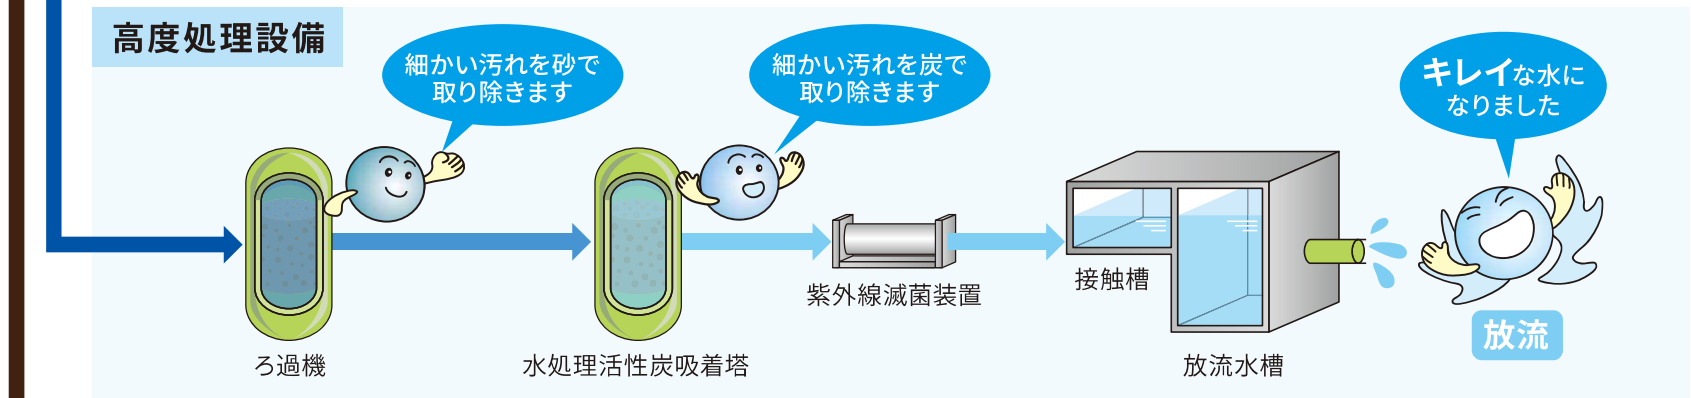 高度処理設備
細かい汚れを砂で
取り除きます
細かい汚れを炭で
取り除きます
キレイな水に
なりました
ろ過機
水処理活性炭吸着塔
紫外線滅菌装置
接触槽
放流水槽
放流